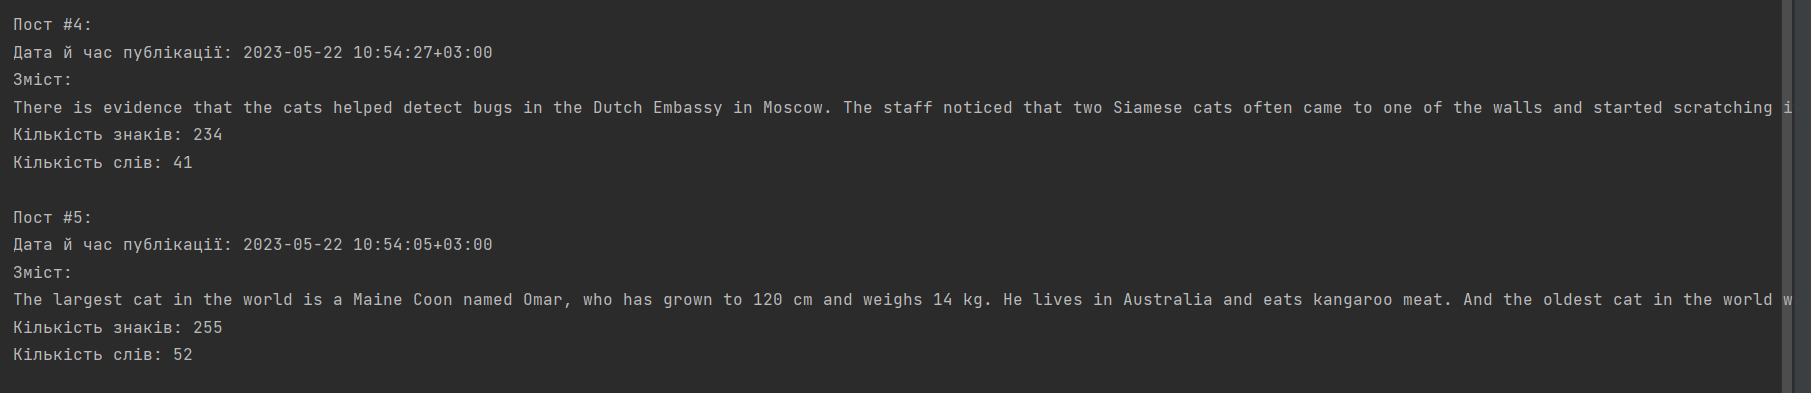 Пост #4:
Дата й час публікації: 2023-05-22 10:54:27+03:00
Зміст:
There is evidence that the cats helped detect bugs in the Dutch Embassy in Moscow. The staff noticed that two Siamese cats often came to one of the walls and started scratching i
Кількість знаків: 234
Кількість слів: 41
Пост #5:
Дата й час публікації: 2023-05-22 10:54:05+03:00
Зміст:
The largest cat in the world is a Maine Coon named Omar, who has grown to 120 cm and weighs 14 kg. He lives in Australia and eats kangaroo meat. And the oldest cat in the world w
Кількість знаків: 255
Кількість слів: 52